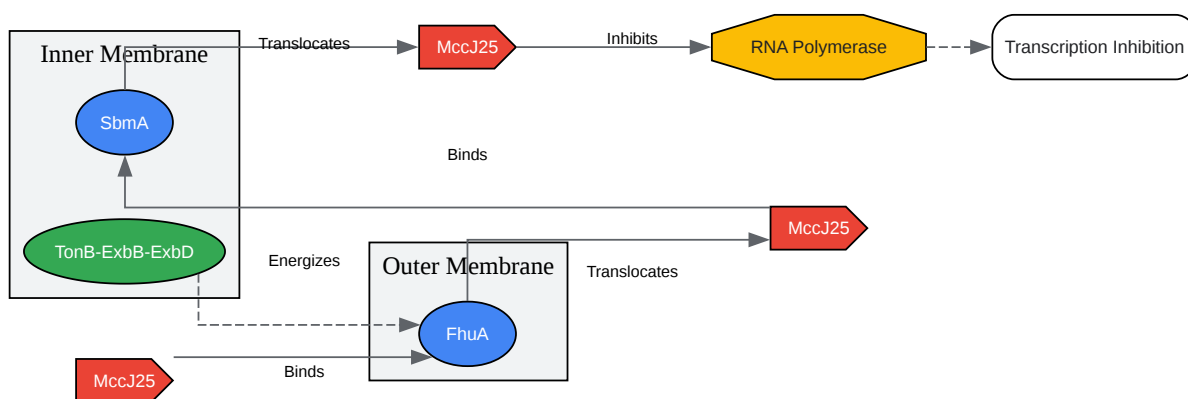 Inner Membrane
Translocates
MccJ25
Inhibits
RNA Polymerase
Transcription Inhibition
SbmA
Binds
MccJ25
TonB-ExbB-ExbD
Energizes
Outer Membrane
Translocates
FhuA
MccJ25
Binds